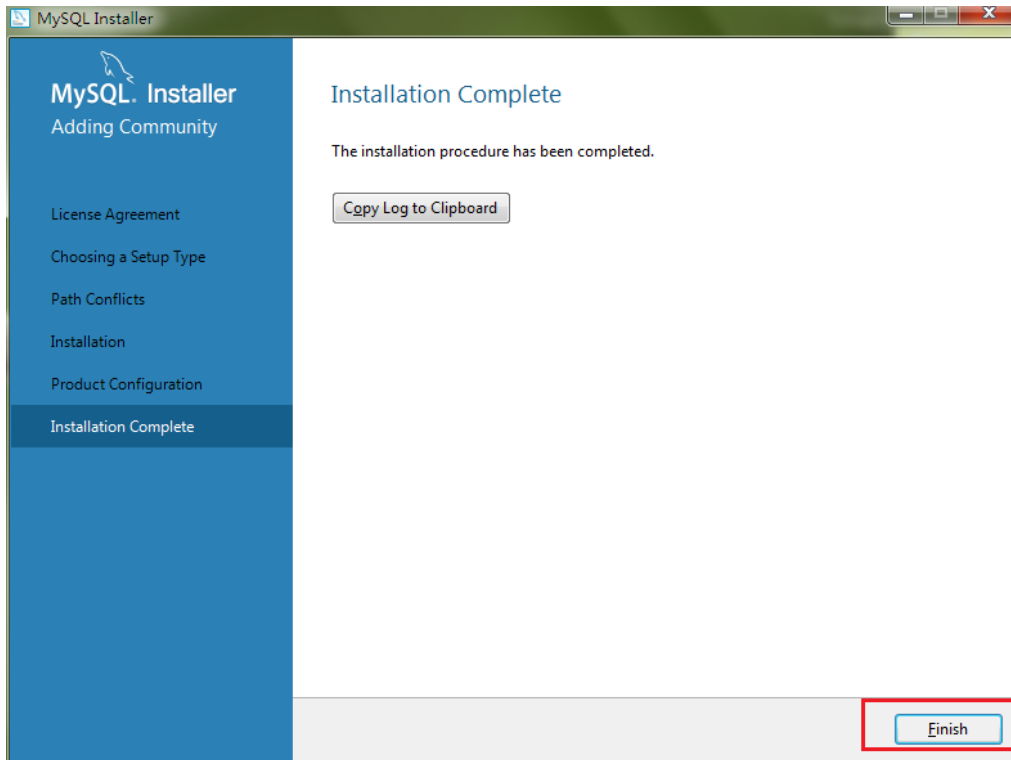 MySQL Installer
MySQL. Installer
Adding Community
License Agreement
Choosing a Setup Type
Path Conflicts
Installation
Product Configuration
Installation Complete
Installation Complete
The installation procedure has been completed.
Copy Log to Clipboard
Finish